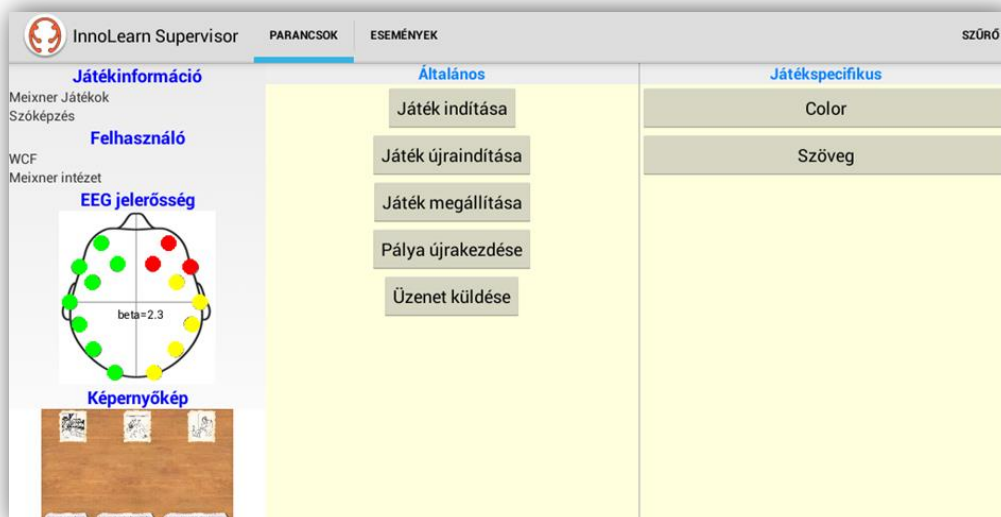 InnoLearn Supervisor
PARANCSOK
ESEMÉNYEK
SZŰRŐ
Játékinformáció
Meixner Játékok
Szóképzés
Felhasználó
WCF
Meixner intézet
EEG jelerősség
beta=2.3
Képernyőkép
Általános
Játék indítása
Játék újraindítása
Játék megállítása
Pálya újrakezdése
Üzenet küldése
Játékspecifikus
Color
Szöveg